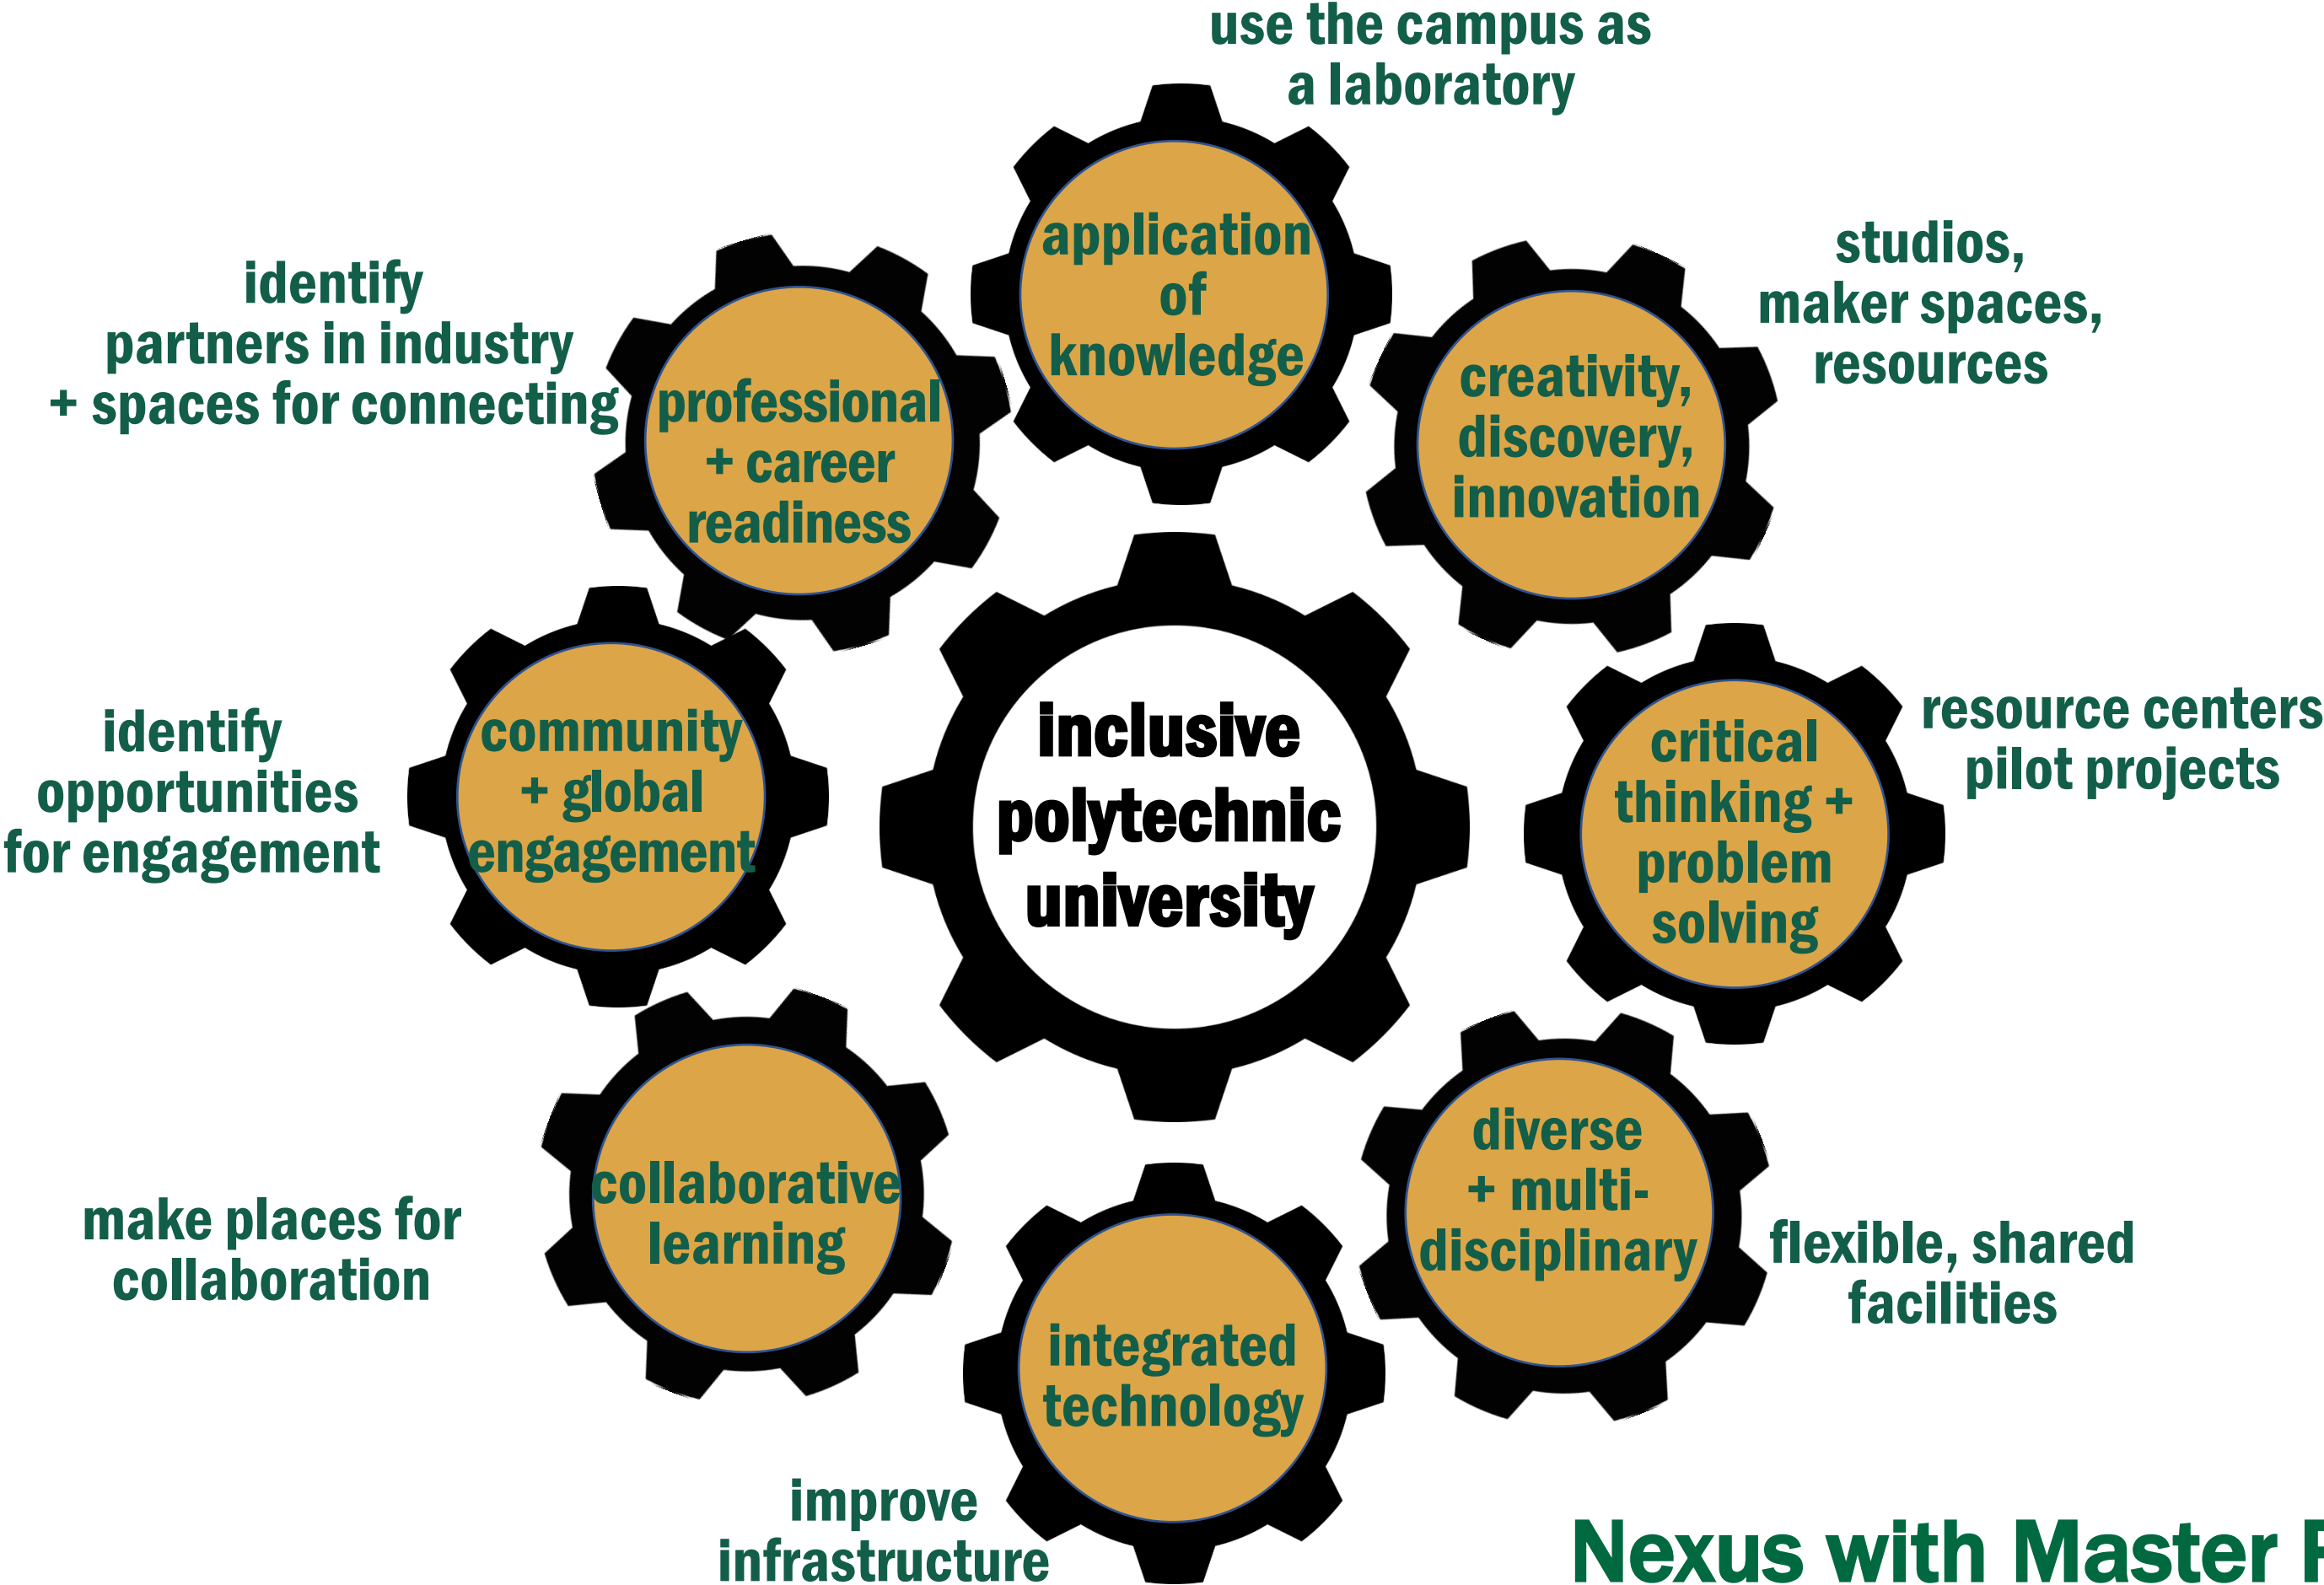 use the campus as
a laboratory
application
of
knowledge
studios,
maker spaces,
resources
creativity,
discovery,
innovation
resource centers
pilot projects
critical
thinking +
problem
solving
flexible, shared
facilities
diverse
+ multi-
disciplinary
improve
infrastructure
integrated
technology
make places for
collaboration
collaborative
learning
identify
opportunities
for engagement
community
+ global
engagement
identify
partners in industry
+ spaces for connecting
professional
+ career
readiness
inclusive
polytechnic
university
Nexus with Master